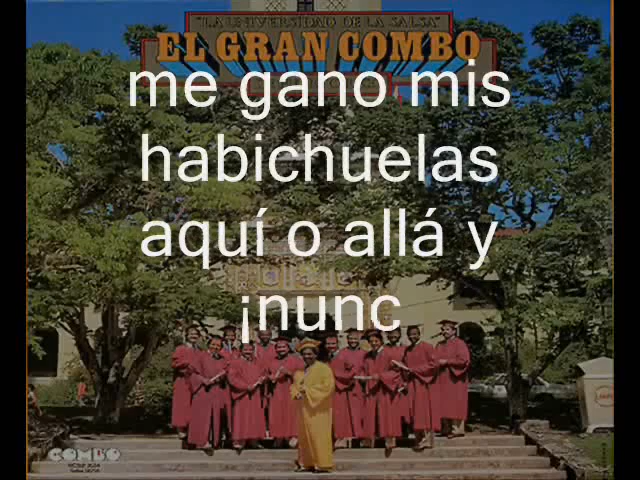 "LA UNIVERSIDAD DE LA SALSA"
EL GRAN COMBO
me gano mis
habichuelas
aquí o allá y
¡nunc
COMBO